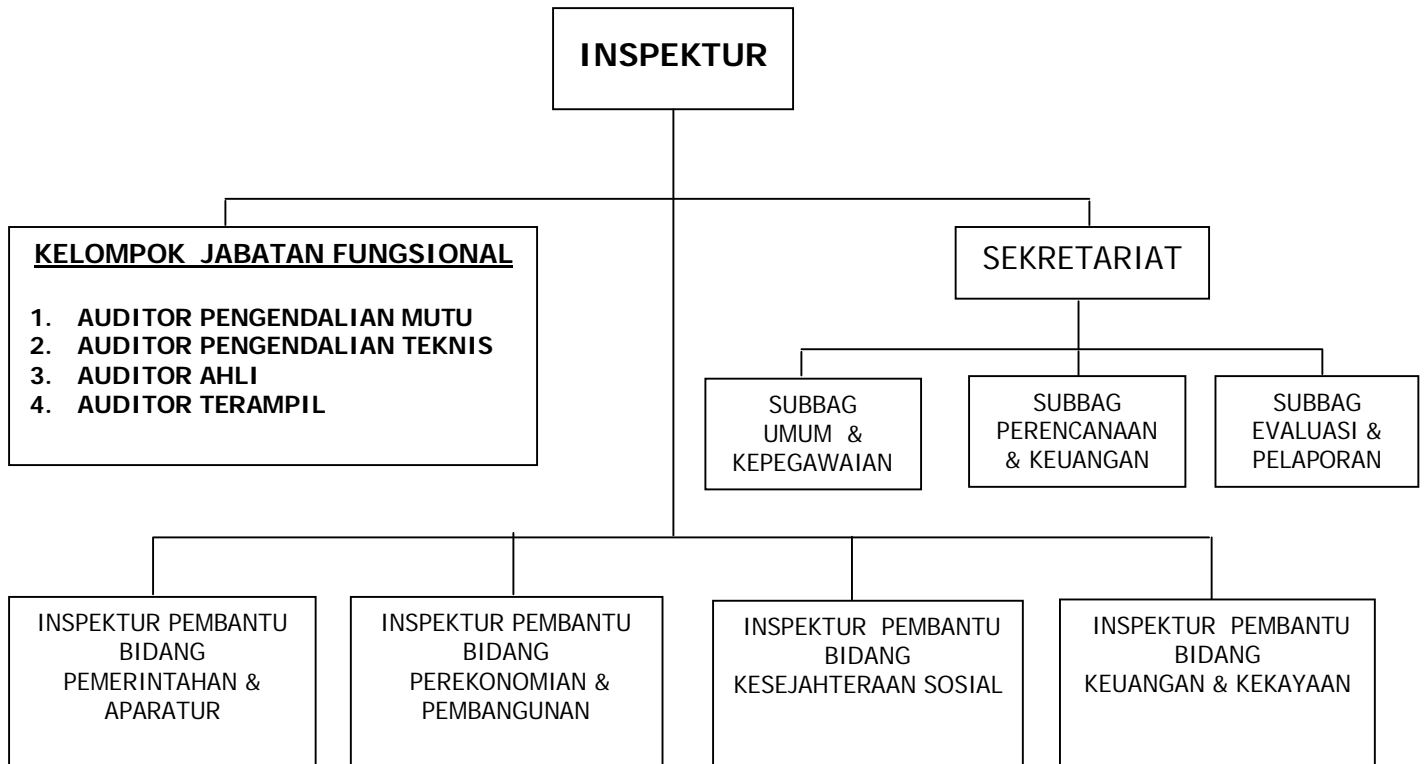 INSPEKTUR
KELOMPOK JABATAN FUNGSIONAL
1. AUDITOR PENGENDALIAN MUTU
2. AUDITOR PENGENDALIAN TEKNIS
3. AUDITOR AHLI
4. AUDITOR TERAMPIL
SEKRETARIAT
SUBBAG
UMUM &
KEPEGAWAIAN
SUBBAG
PERENCANAAN
& KEUANGAN
SUBBAG
EVALUASI &
PELAPORAN
INSPEKTUR PEMBANTU
BIDANG
PEMERINTAHAN &
APARATUR
INSPEKTUR PEMBANTU
BIDANG
PEREKONOMIAN &
PEMBANGUNAN
INSPEKTUR PEMBANTU
BIDANG
KESEJAHTERAAN SOSIAL
INSPEKTUR PEMBANTU
BIDANG
KEUANGAN & KEKAYAAN